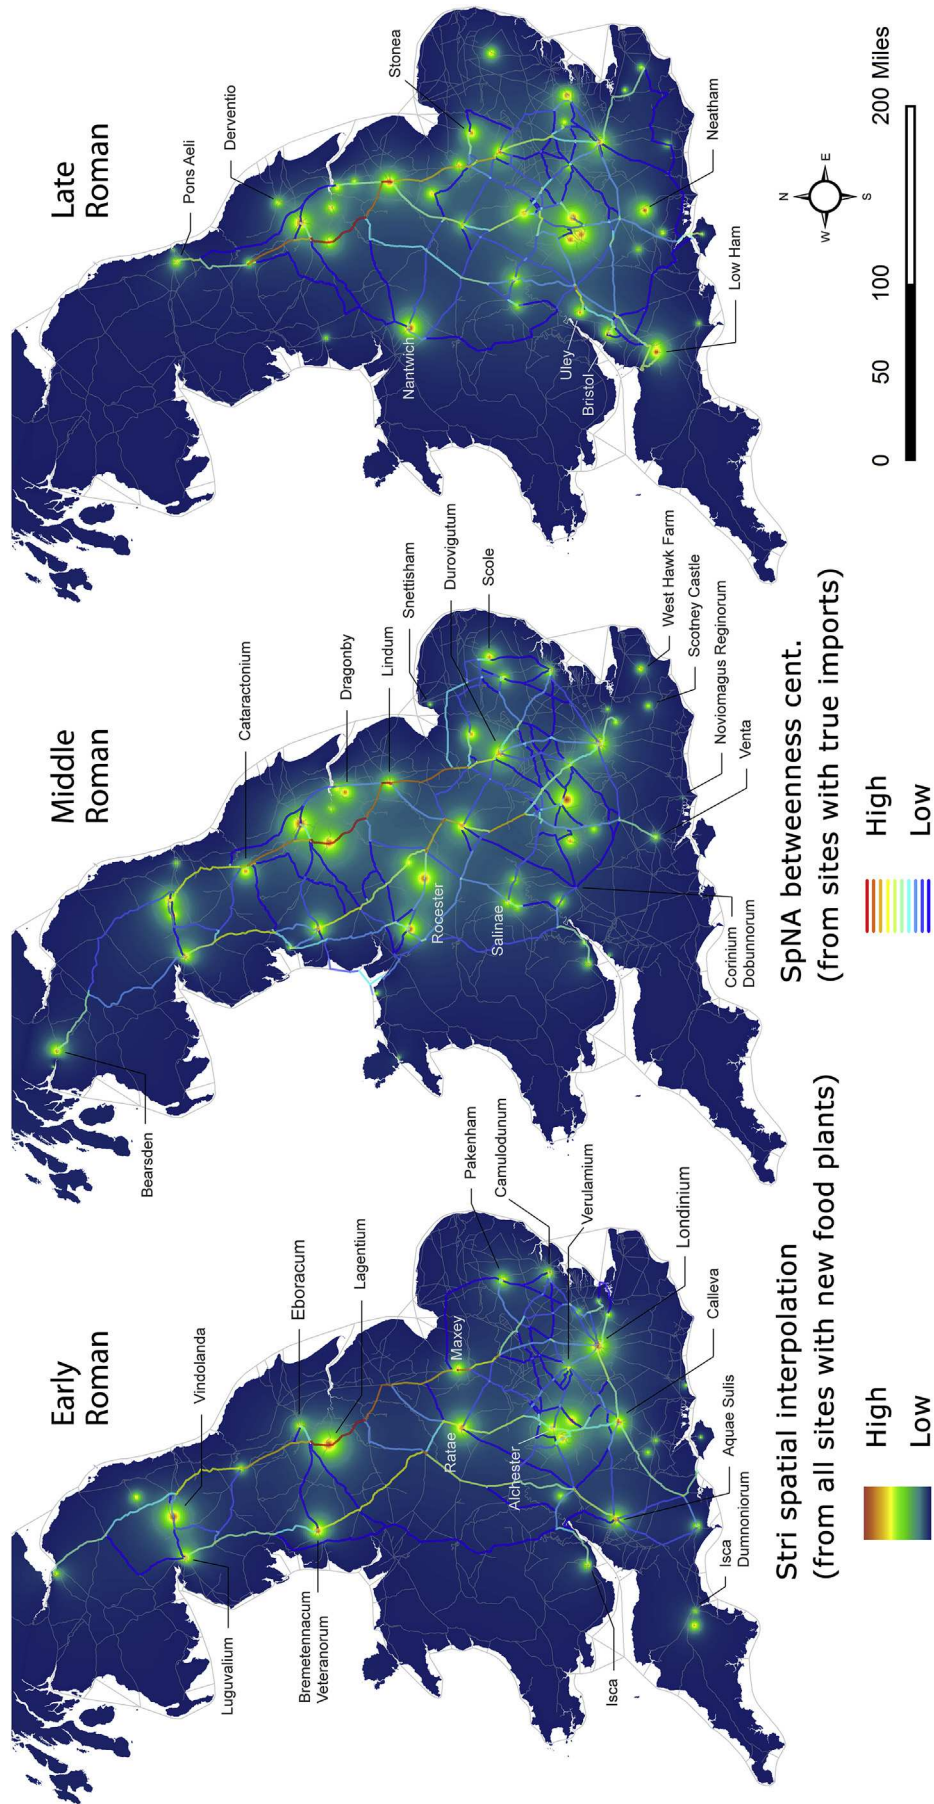 Early
Roman
Vindolanda
Eboracum
Lagentium
Maxey
Pakenham
Camulodunum
Verulamium
Londinium
Calleva
Aquae Sulis
Isca
Dumnoniorum
Ratae
Alchester
Luguvalium
Bremetennacum
Veteranorum
Isca
Middle
Roman
Cataractonium
Dragonby
Lindum
Snettisham
Durovigutum
Scole
West Hawk Farm
Scotney Castle
Noviomagus Reginorum
Venta
Corinium
Dobunnorum
Rocester
Salinae
Bearsden
Late
Roman
Pons Aeli
Derventio
Stonea
Neatham
Low Ham
Nantwich
Uley
Bristol
N
W
E
S
0
50
100
200 Miles
Stri spatial interpolation
(from all sites with new food plants)
High
Low
SpNA betweenness cent.
(from sites with true imports)
High
Low